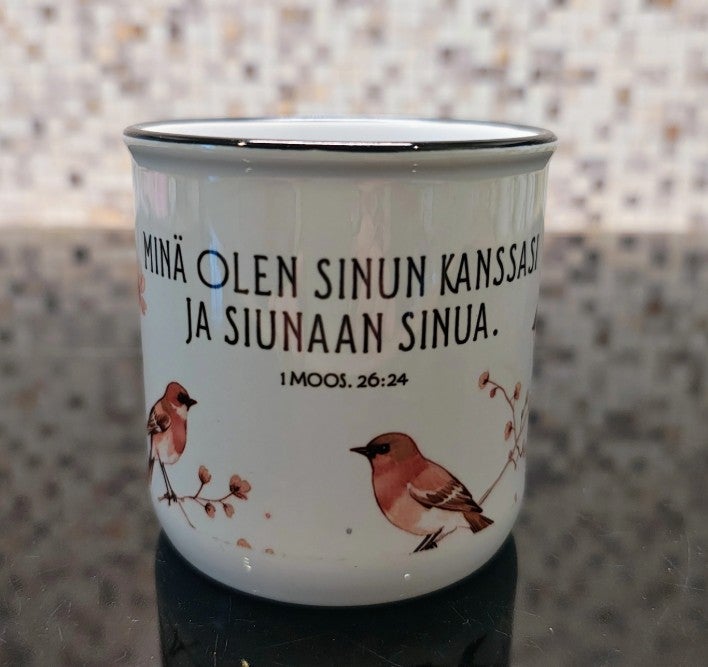 MINÄ OLEN SINUN KANSSASI
JA SIUNAAN SINUA.
1 MOOS. 26:24